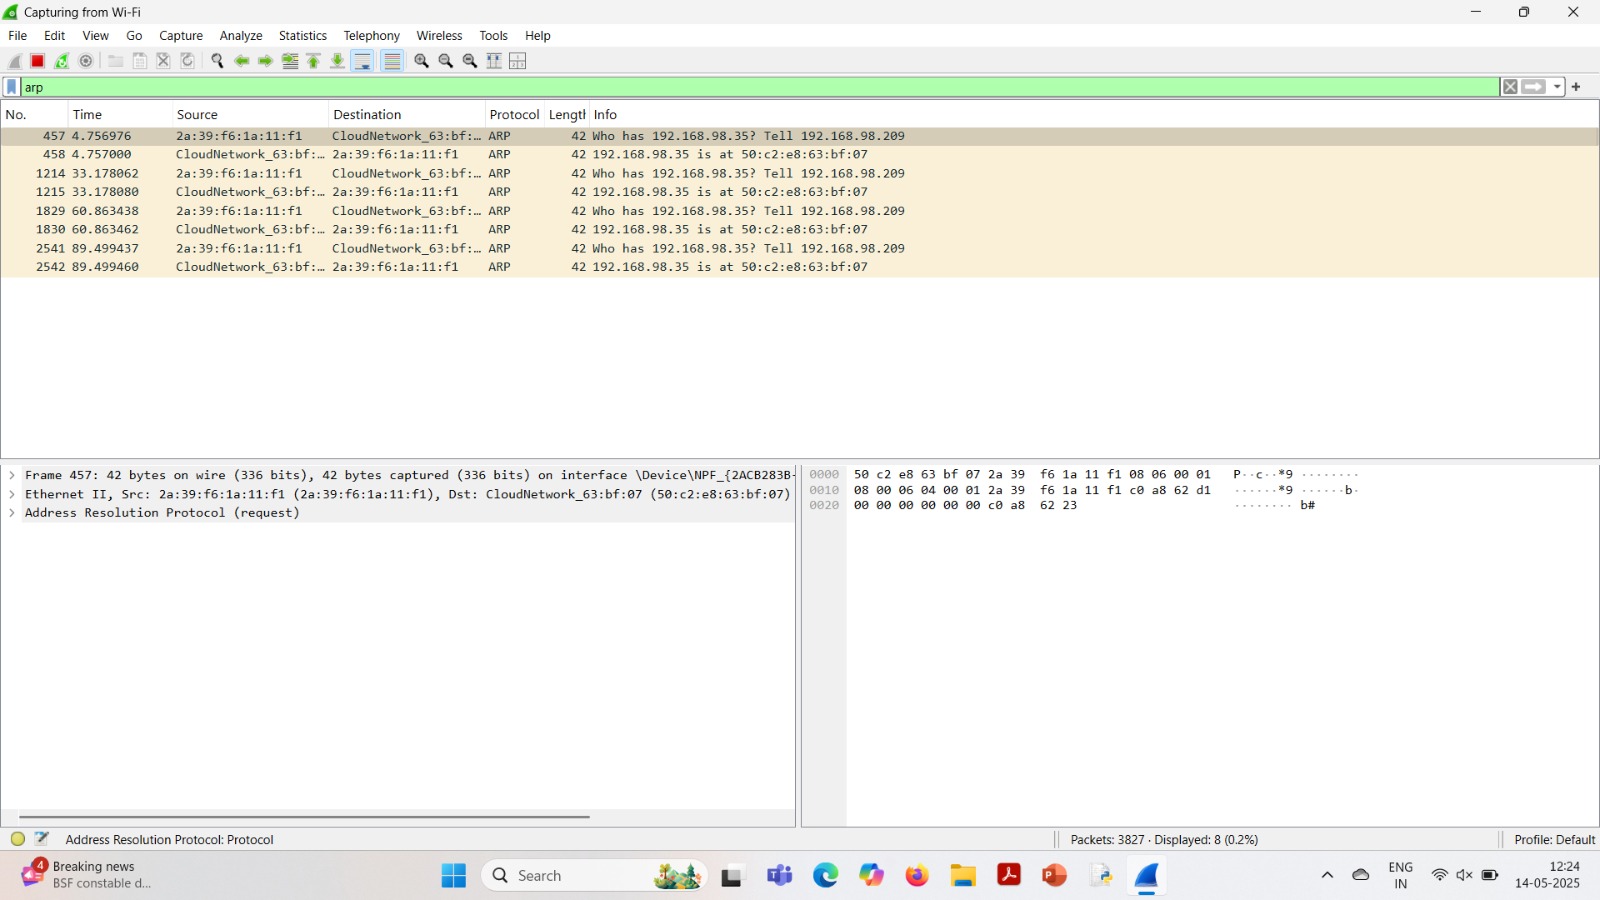 Capturing from Wi-Fi
File Edit View Go Capture Analyze Statistics Telephony Wireless Tools Help
arp
No. Time Source Destination Protocol Length Info
457 4.756976 2a:39:f6:1a:11:f1 CloudNetwork_63:bf:… ARP 42 Who has 192.168.98.35? Tell 192.168.98.209
458 4.757000 CloudNetwork_63:bf:… 2a:39:f6:1a:11:f1 ARP 42 192.168.98.35 is at 50:c2:e8:63:bf:07
1214 33.178062 2a:39:f6:1a:11:f1 CloudNetwork_63:bf:… ARP 42 Who has 192.168.98.35? Tell 192.168.98.209
1215 33.178080 CloudNetwork_63:bf:… 2a:39:f6:1a:11:f1 ARP 42 192.168.98.35 is at 50:c2:e8:63:bf:07
1829 60.863438 2a:39:f6:1a:11:f1 CloudNetwork_63:bf:… ARP 42 Who has 192.168.98.35? Tell 192.168.98.209
1830 60.863462 CloudNetwork_63:bf:… 2a:39:f6:1a:11:f1 ARP 42 192.168.98.35 is at 50:c2:e8:63:bf:07
2541 89.499437 2a:39:f6:1a:11:f1 CloudNetwork_63:bf:… ARP 42 Who has 192.168.98.35? Tell 192.168.98.209
2542 89.499460 CloudNetwork_63:bf:… 2a:39:f6:1a:11:f1 ARP 42 192.168.98.35 is at 50:c2:e8:63:bf:07
Frame 457: 42 bytes on wire (336 bits), 42 bytes captured (336 bits) on interface \Device\NPF_{2ACB283B-
Ethernet II, Src: 2a:39:f6:1a:11:f1 (2a:39:f6:1a:11:f1), Dst: CloudNetwork_63:bf:07 (50:c2:e8:63:bf:07)
Address Resolution Protocol (request)
0000 50 c2 e8 63 bf 07 2a 39 f6 1a 11 f1 08 06 00 01 P··c··*9 ········
0010 08 00 06 04 00 01 2a 39 f6 1a 11 f1 c0 a8 62 d1 ······*9 ······b·
0020 00 00 00 00 00 00 c0 a8 62 23 ········ b#
Address Resolution Protocol: Protocol
Packets: 3827 · Displayed: 8 (0.2%)
Profile: Default
4
Breaking news
BSF constable d...
Search
ENG
IN
12:24
14-05-2025